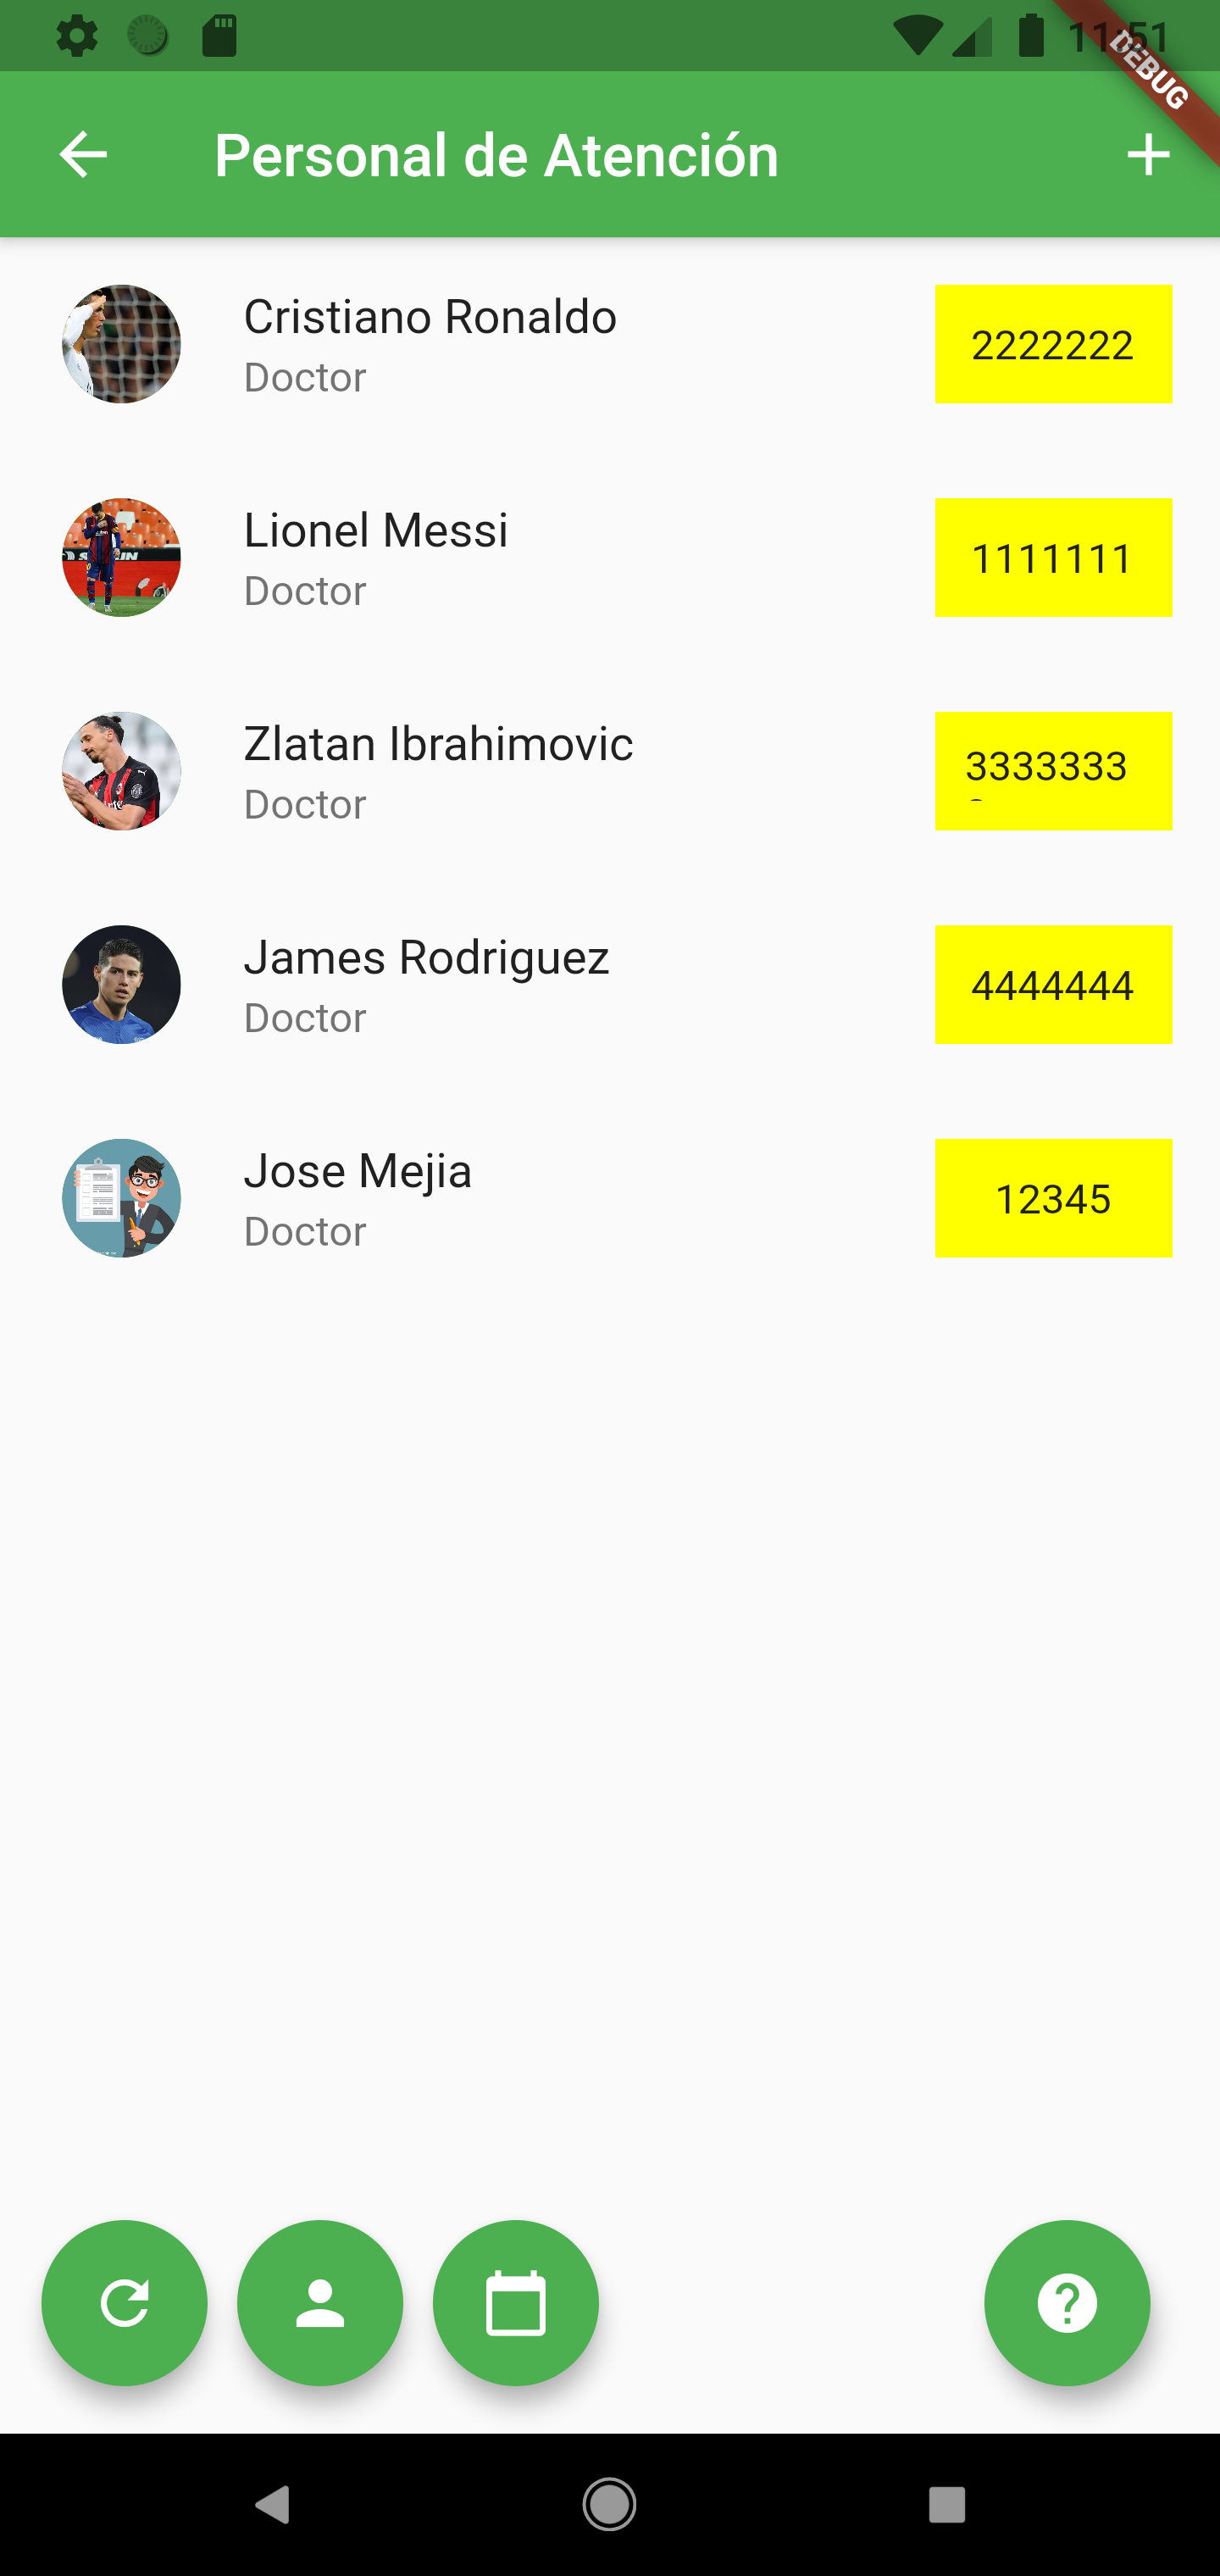 11:51
DEBUG
Personal de Atención
Cristiano Ronaldo
Doctor
2222222
Lionel Messi
Doctor
1111111
Zlatan Ibrahimovic
Doctor
3333333
James Rodriguez
Doctor
4444444
Jose Mejia
Doctor
12345